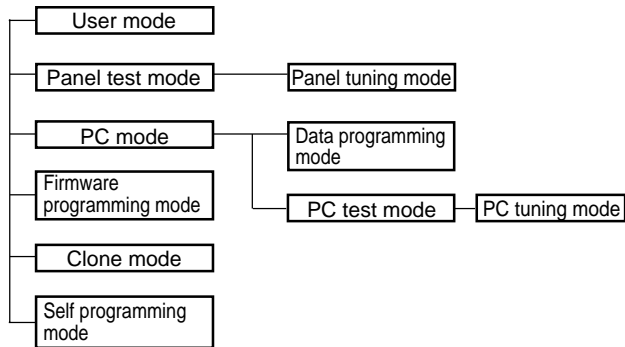 User mode
Panel test mode
Panel tuning mode
PC mode
Data programming
mode
Firmware
programming mode
PC test mode
PC tuning mode
Clone mode
Self programming
mode